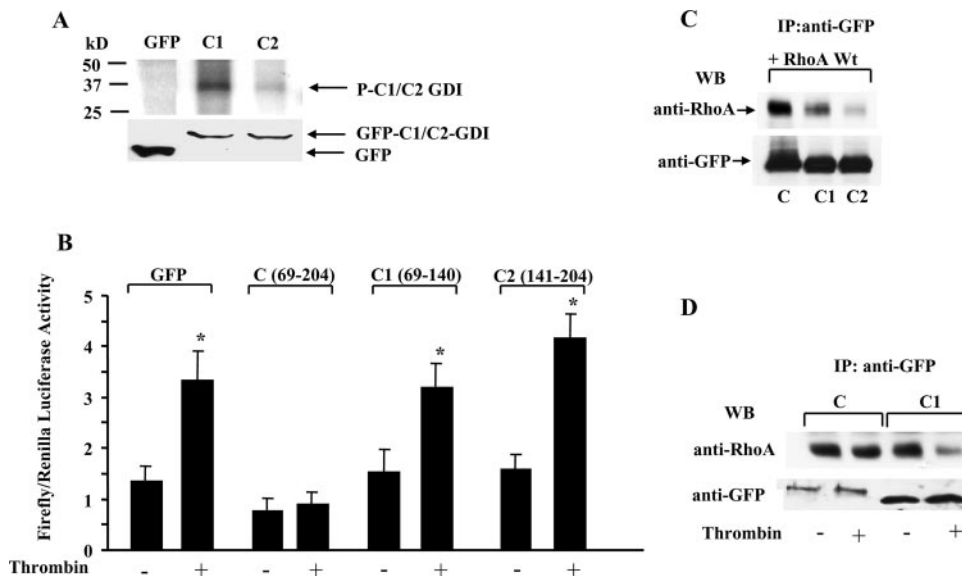 A
kD GFP C1 C2
50
37
25
P-C1/C2 GDI
GFP-C1/C2-GDI
GFP
B
GFP C (69-204) C1 (69-140) C2 (141-204)
Firefly/Renilla Luciferase Activity
5
4
3
2
1
0
* * *
Thrombin - + - + - + - +
C
IP:anti-GFP
+ RhoA Wt
WB
anti-RhoA
anti-GFP
C C1 C2
D
IP: anti-GFP
WB C C1
anti-RhoA
anti-GFP
Thrombin - + - +